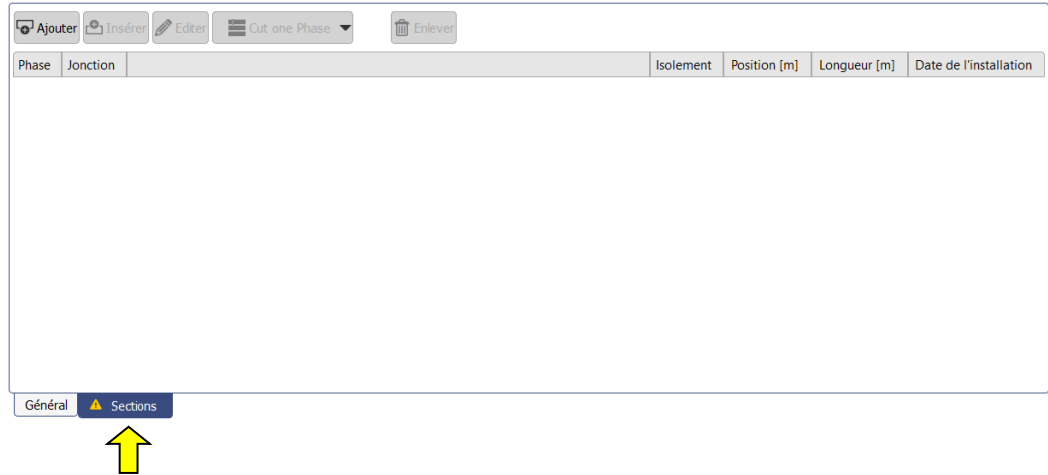 Ajouter Insérer Editer Cut one Phase Enlever
Phase Jonction Isolement Position [m] Longueur [m] Date de l'installation
Général Sections